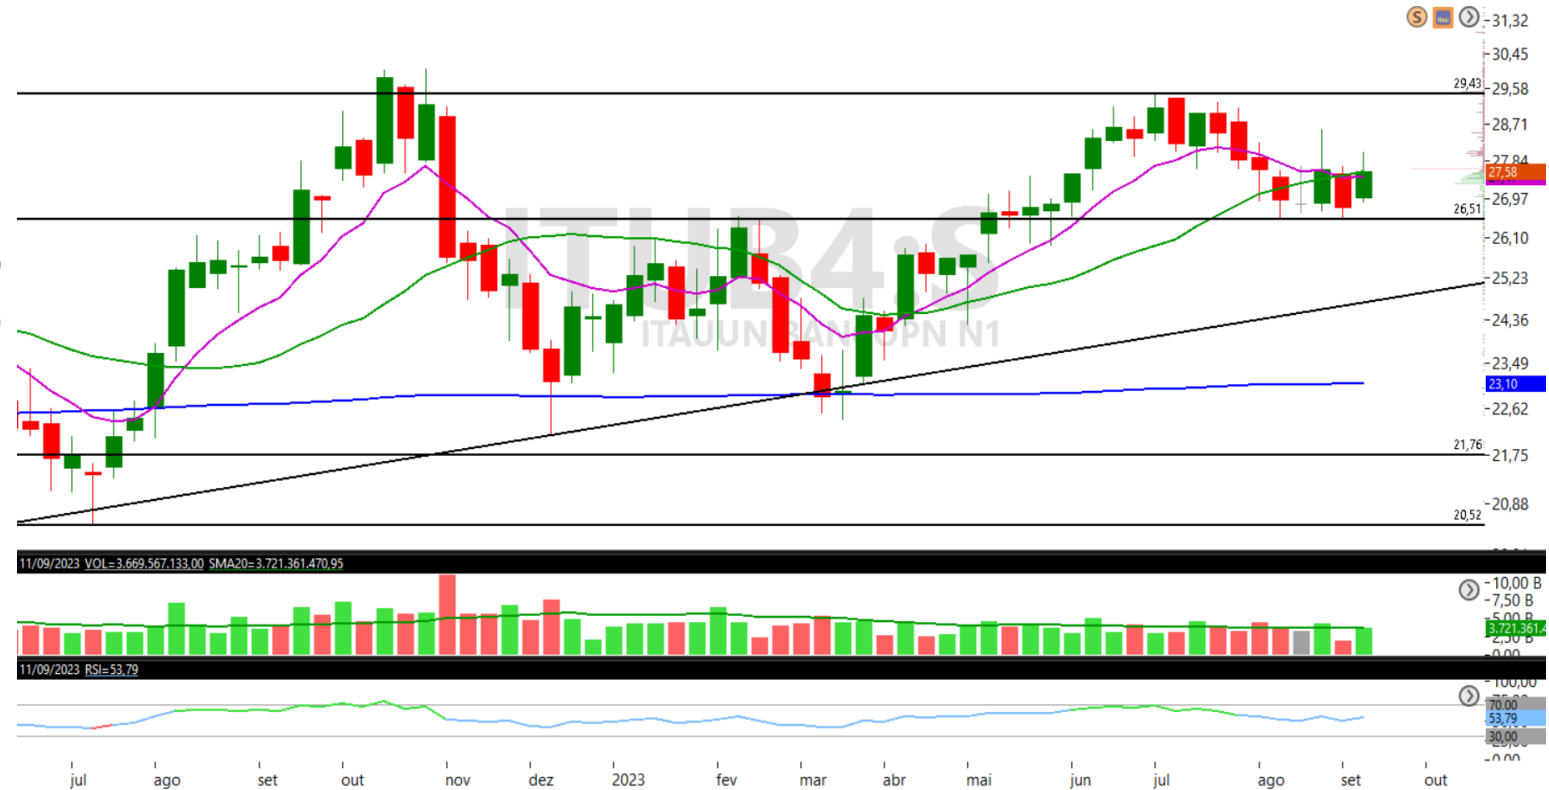 S
31,32
30,45
29,43
29,58
28,71
27,84
27,58
26,97
26,51
26,10
ITUB4:S
25,23
ITAUUNIBANCOPN N1
24,36
23,49
23,10
22,62
21,76
21,75
20,88
20,52
11/09/2023 VOL=3.669.567.133,00 SMA20=3.721.361.470,95
10,00 B
7,50 B
5,00 B
3.721.361.4
2,50 B
0,00
11/09/2023 RSI=53,79
100,00
70,00
53,79
30,00
0,00
jul ago set out nov dez 2023 fev mar abr mai jun jul ago set out